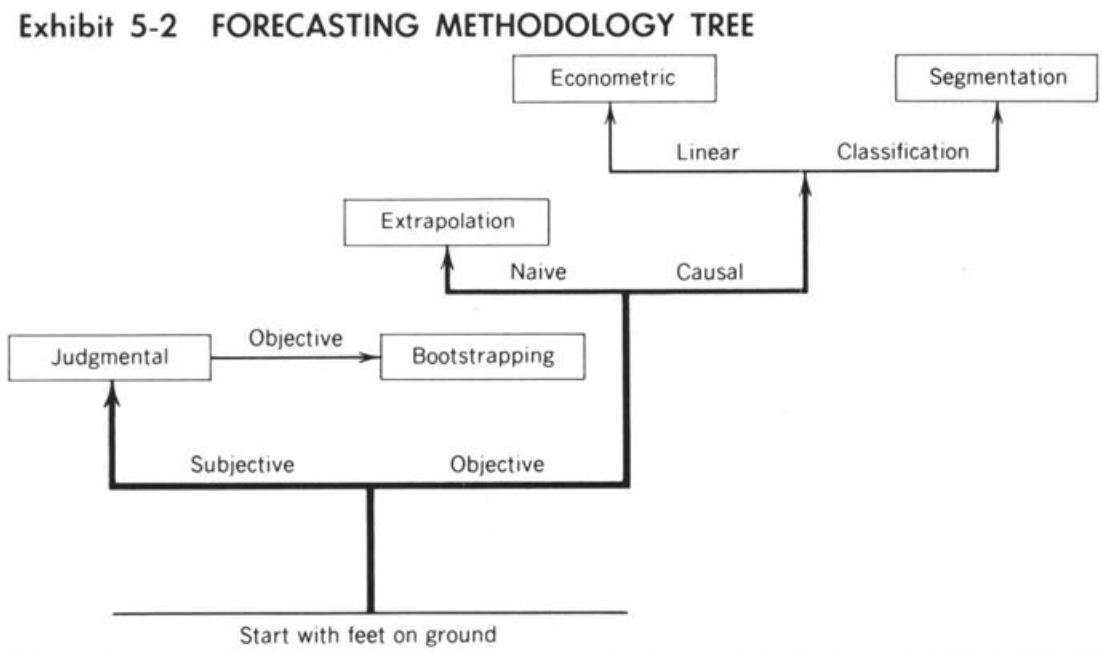 Exhibit 5-2 FORECASTING METHODOLOGY TREE
Econometric
Segmentation
Linear
Classification
Extrapolation
Naive
Causal
Judgmental
Objective
Bootstrapping
Subjective
Objective
Start with feet on ground